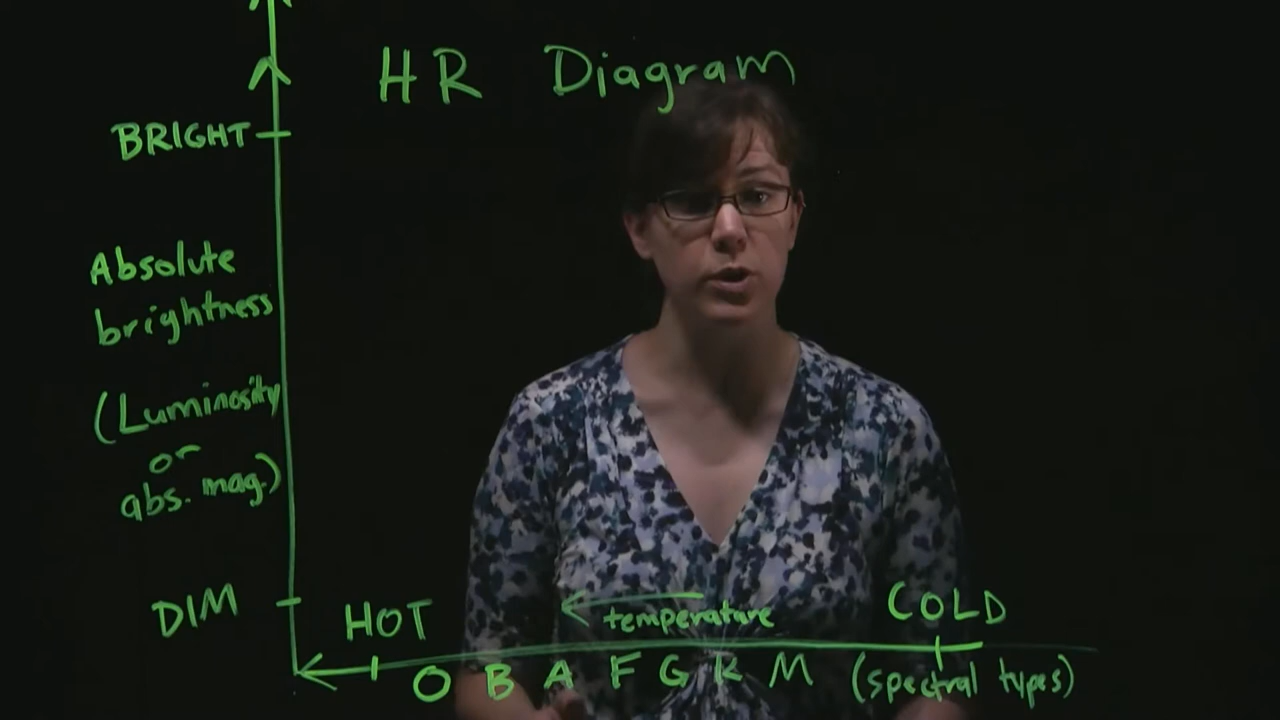 HR Diagram
BRIGHT
Absolute
brightness
(Luminosity
or
abs. mag.)
DIM
HOT
temperature
COLD
O B A F G K M (spectral types)